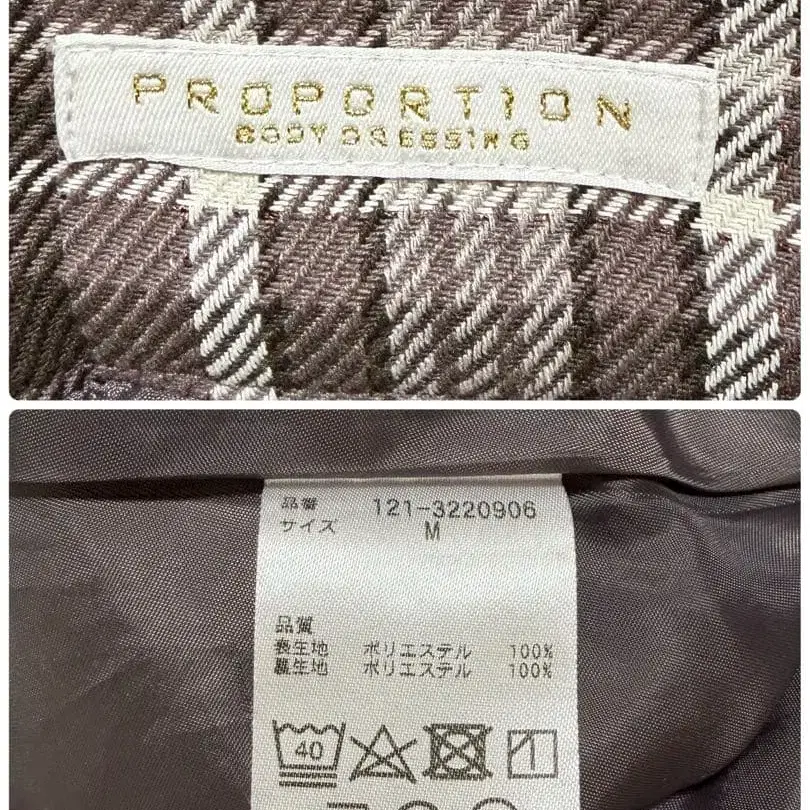 PROPORTION
BODY DRESSING
品番 121-3220906
サイズ M
品質
表生地 ポリエステル 100%
裏生地 ポリエステル 100%
40